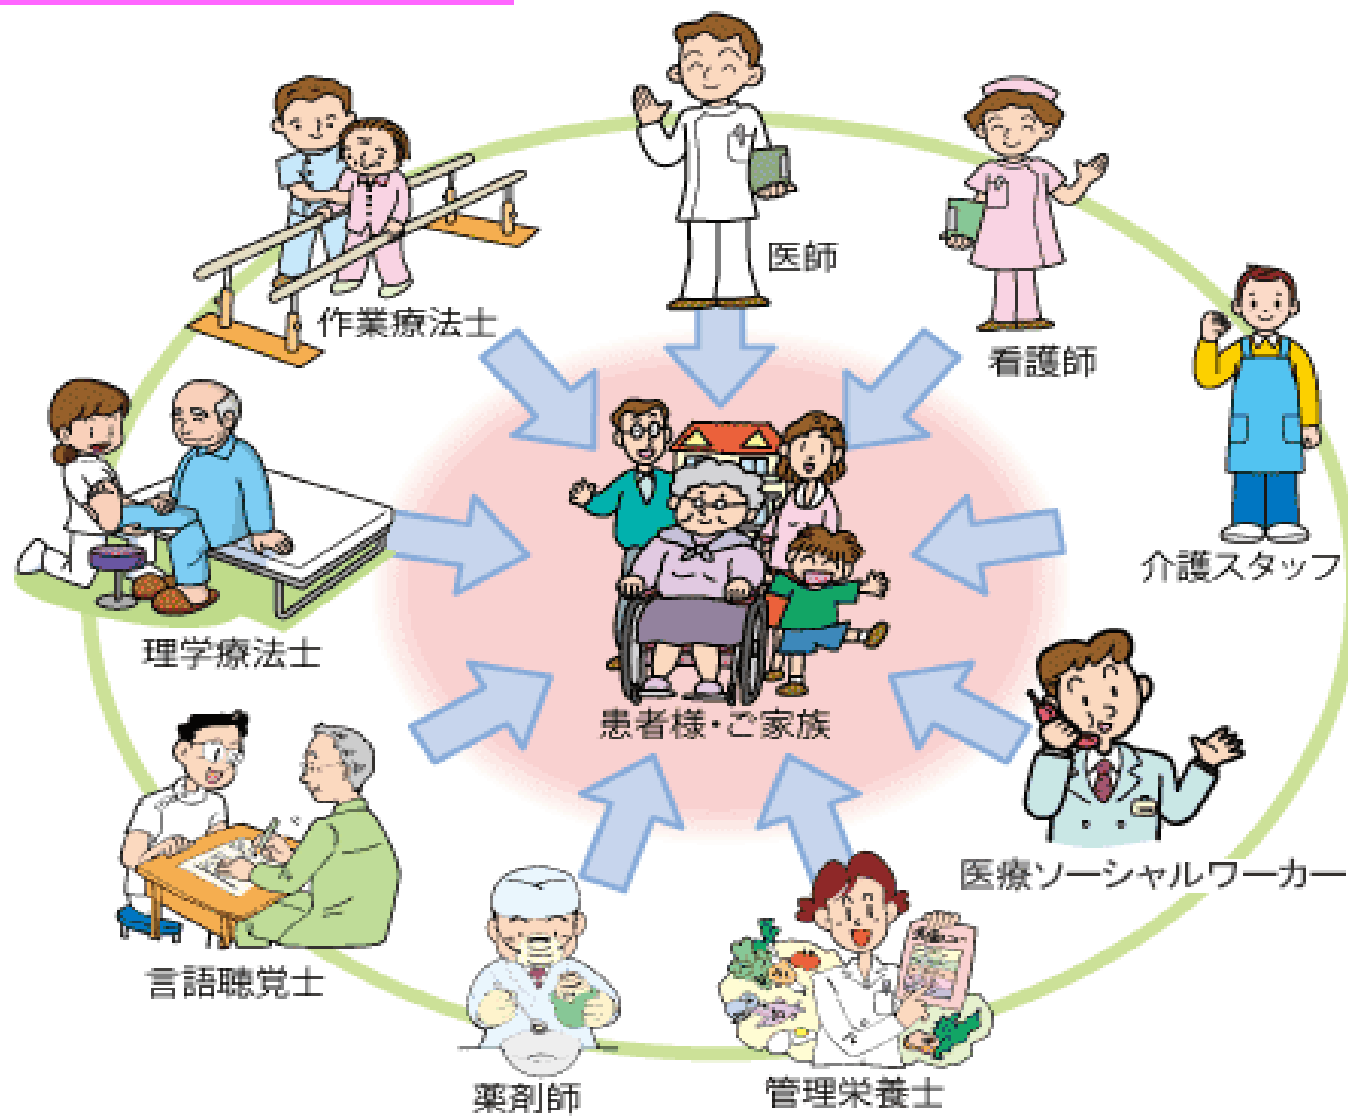 医師
看護師
作業療法士
介護スタッフ
理学療法士
患者様・ご家族
医療ソーシャルワーカー
言語聴覚士
薬剤師
管理栄養士